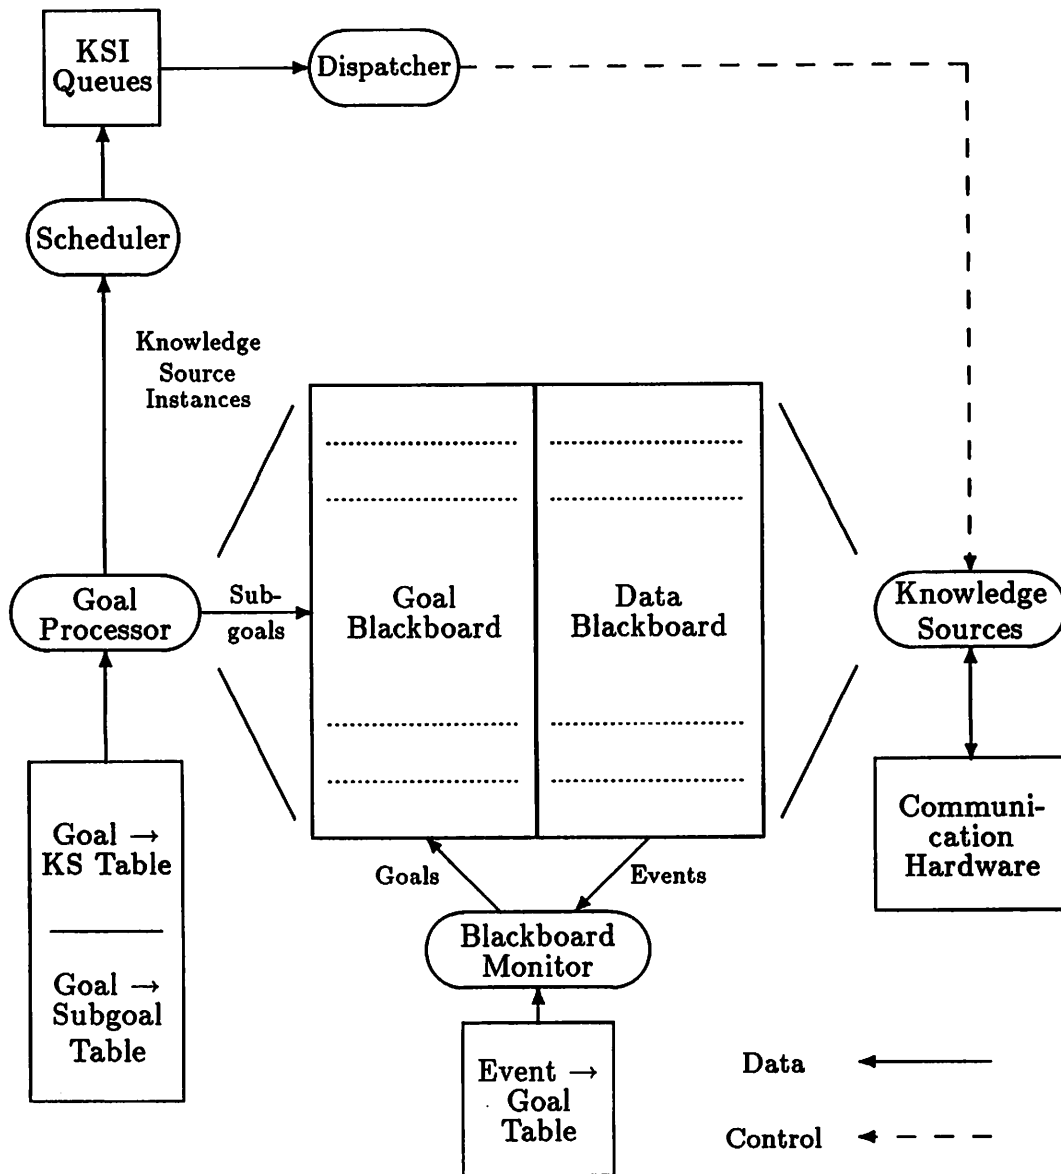 KSI
Queues
Dispatcher
Scheduler
Knowledge
Source
Instances
Goal
Processor
Sub-
goals
Goal
Blackboard
Data
Blackboard
Knowledge
Sources
Goal →
KS Table
Goal →
Subgoal
Table
Goals
Events
Blackboard
Monitor
Communi-
cation
Hardware
Event →
Goal
Table
Data
Control